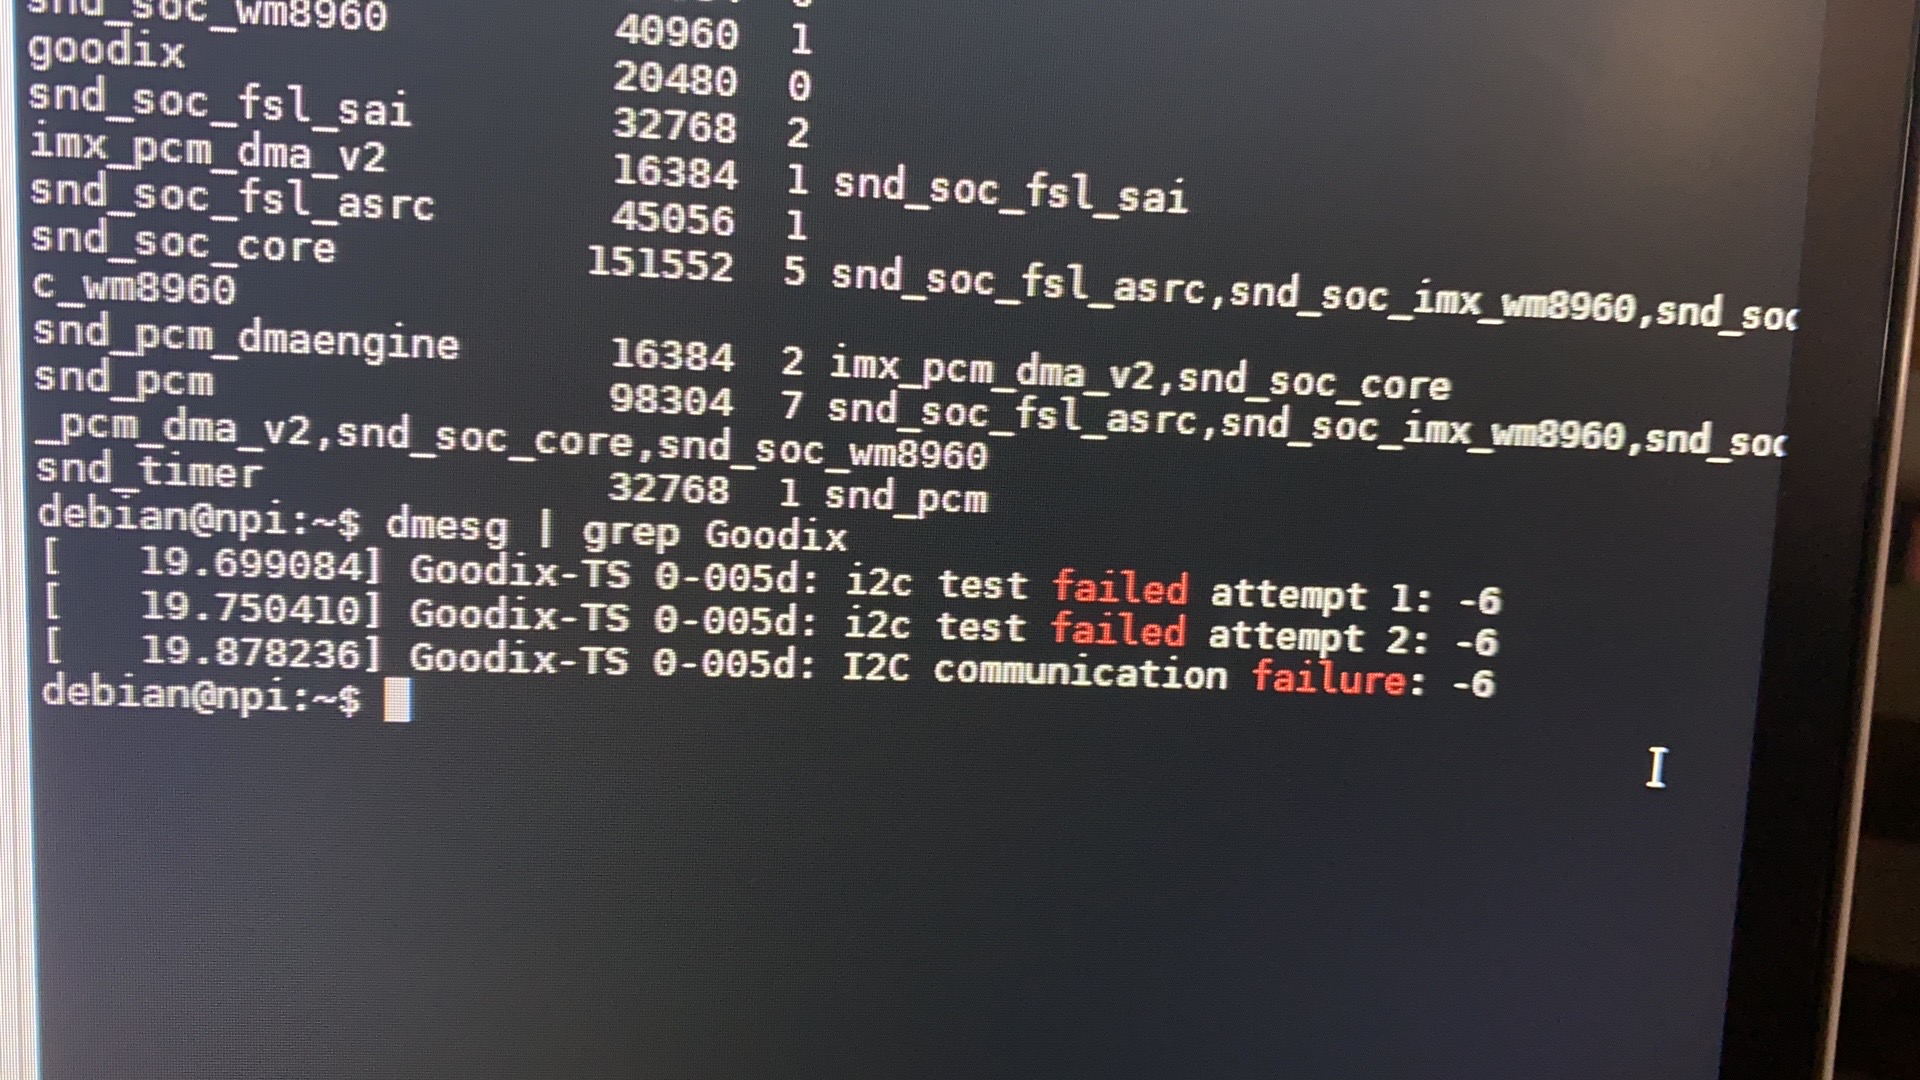 snd_soc_wm8960 40960 1
goodix 20480 0
snd_soc_fsl_sai 32768 2
imx_pcm_dma_v2 16384 1 snd_soc_fsl_sai
snd_soc_fsl_asrc 45056 1
snd_soc_core 151552 5 snd_soc_fsl_asrc,snd_soc_imx_wm8960,snd_soc
c_wm8960
snd_pcm_dmaengine 16384 2 imx_pcm_dma_v2,snd_soc_core
snd_pcm 98304 7 snd_soc_fsl_asrc,snd_soc_imx_wm8960,snd_soc
_pcm_dma_v2,snd_soc_core,snd_soc_wm8960
snd_timer 32768 1 snd_pcm
debian@npi:~$ dmesg | grep Goodix
[ 19.699084] Goodix-TS 0-005d: i2c test failed attempt 1: -6
[ 19.750410] Goodix-TS 0-005d: i2c test failed attempt 2: -6
[ 19.878236] Goodix-TS 0-005d: I2C communication failure: -6
debian@npi:~$